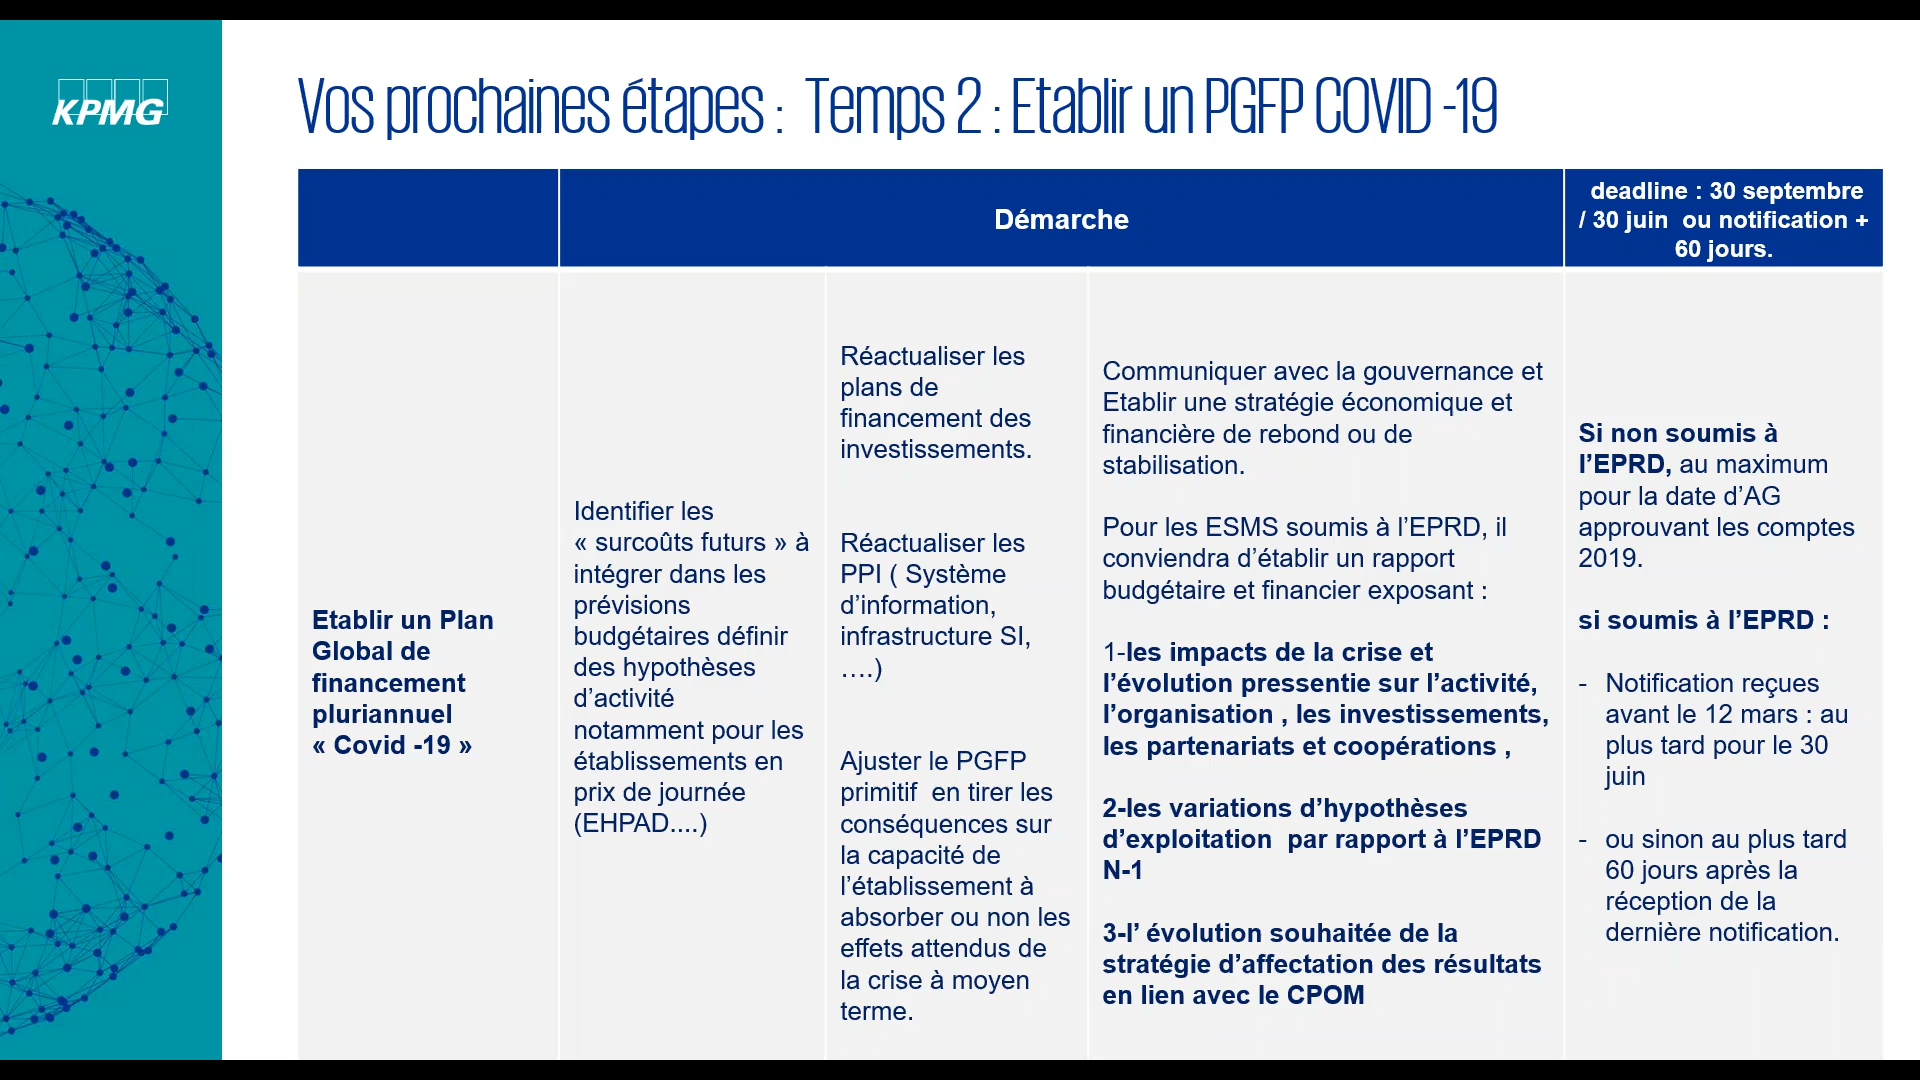 KPMG
Vos prochaines étapes : Temps 2 : Etablir un PGFP COVID -19
Démarche
deadline : 30 septembre
/ 30 juin ou notification +
60 jours.
Etablir un Plan
Global de
financement
pluriannuel
« Covid -19 »
Identifier les
« surcoûts futurs » à
intégrer dans les
prévisions
budgétaires définir
des hypothèses
d’activité
notamment pour les
établissements en
prix de journée
(EHPAD....)
Réactualiser les
plans de
financement des
investissements.
Réactualiser les
PPI ( Système
d’information,
infrastructure SI,
….)
Ajuster le PGFP
primitif en tirer les
conséquences sur
la capacité de
l’établissement à
absorber ou non les
effets attendus de
la crise à moyen
terme.
Communiquer avec la gouvernance et
Etablir une stratégie économique et
financière de rebond ou de
stabilisation.
Pour les ESMS soumis à l’EPRD, il
conviendra d’établir un rapport
budgétaire et financier exposant :
1-les impacts de la crise et
l’évolution pressentie sur l’activité,
l’organisation , les investissements,
les partenariats et coopérations ,
2-les variations d’hypothèses
d’exploitation par rapport à l’EPRD
N-1
3-l’ évolution souhaitée de la
stratégie d’affectation des résultats
en lien avec le CPOM
Si non soumis à
l’EPRD, au maximum
pour la date d’AG
approuvant les comptes
2019.
si soumis à l’EPRD :
- Notification reçues
avant le 12 mars : au
plus tard pour le 30
juin
- ou sinon au plus tard
60 jours après la
réception de la
dernière notification.